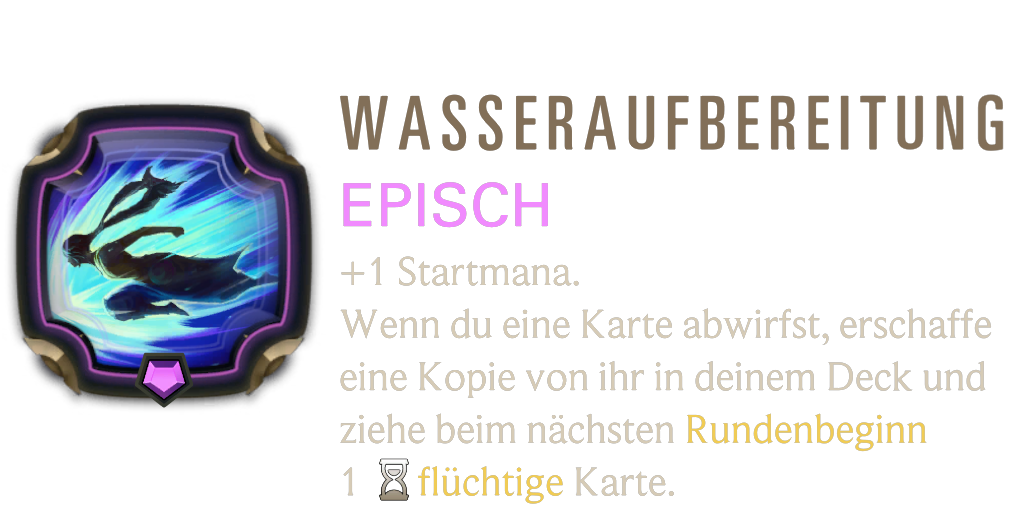 WASSERAUFBEREITUNG
EPISCH
+1 Startmana.
Wenn du eine Karte abwirfst, erschaffe
eine Kopie von ihr in deinem Deck und
ziehe beim nächsten Rundenbeginn
1 flüchtige Karte.